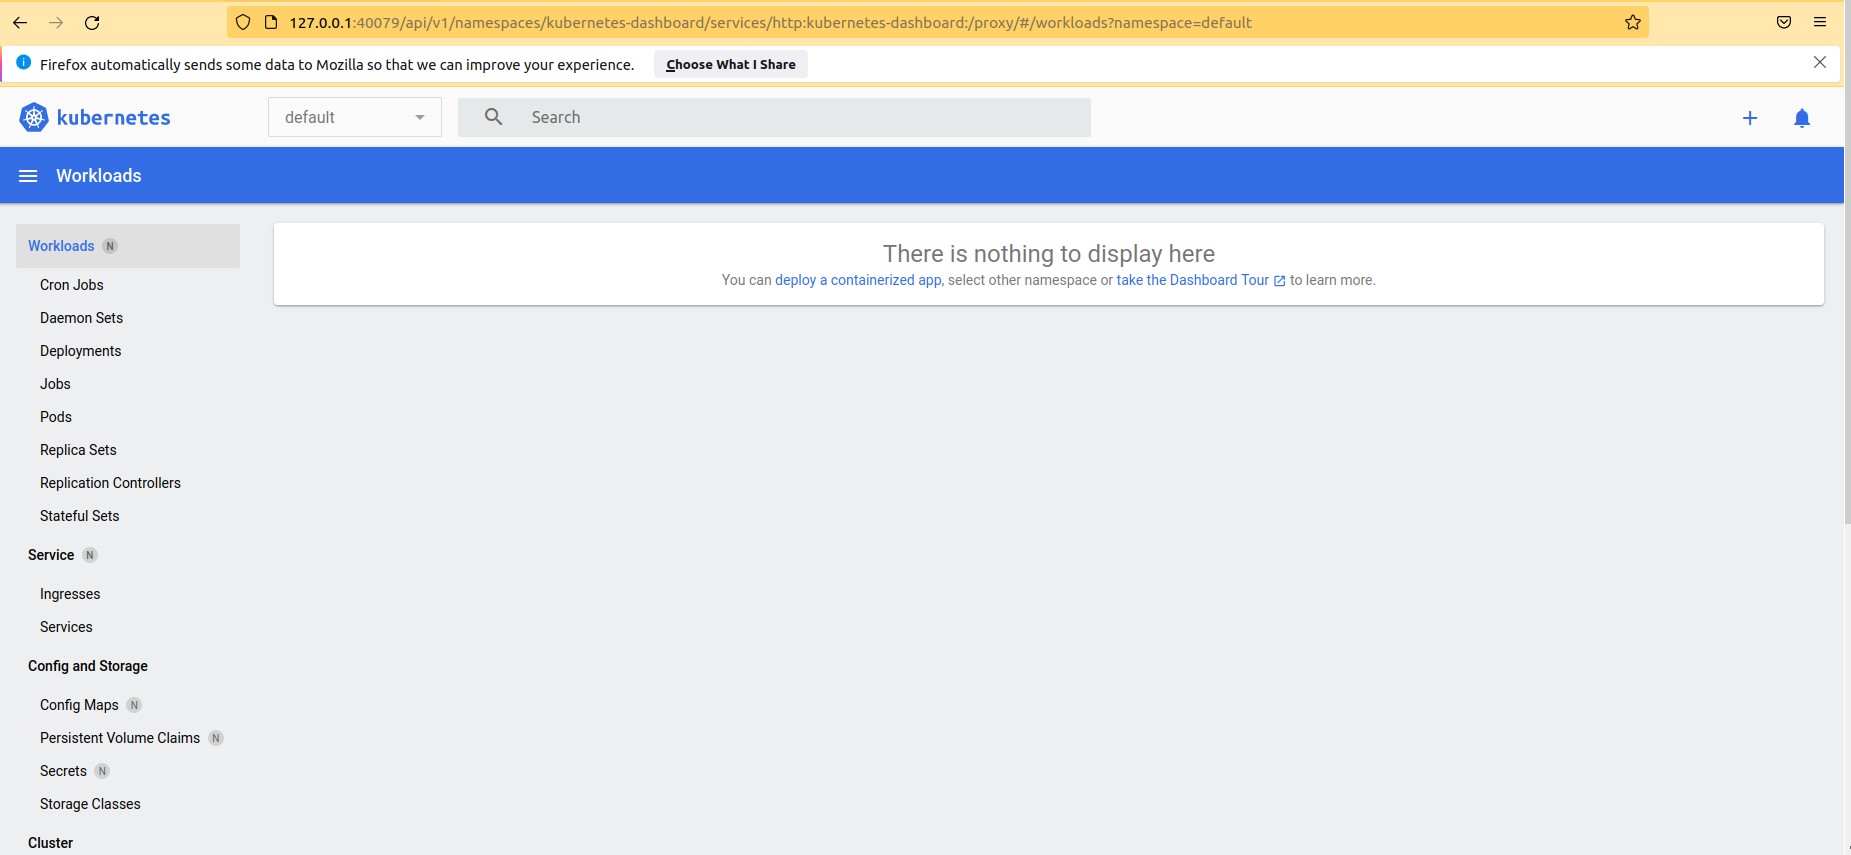 127.0.0.1:40079/api/v1/namespaces/kubernetes-dashboard/services/http:kubernetes-dashboard:/proxy/#/workloads?namespace=default
Firefox automatically sends some data to Mozilla so that we can improve your experience. Choose What I Share
kubernetes default Search
Workloads
Workloads N
There is nothing to display here
You can deploy a containerized app, select other namespace or take the Dashboard Tour to learn more.
Cron Jobs
Daemon Sets
Deployments
Jobs
Pods
Replica Sets
Replication Controllers
Stateful Sets
Service N
Ingresses
Services
Config and Storage
Config Maps N
Persistent Volume Claims N
Secrets N
Storage Classes
Cluster